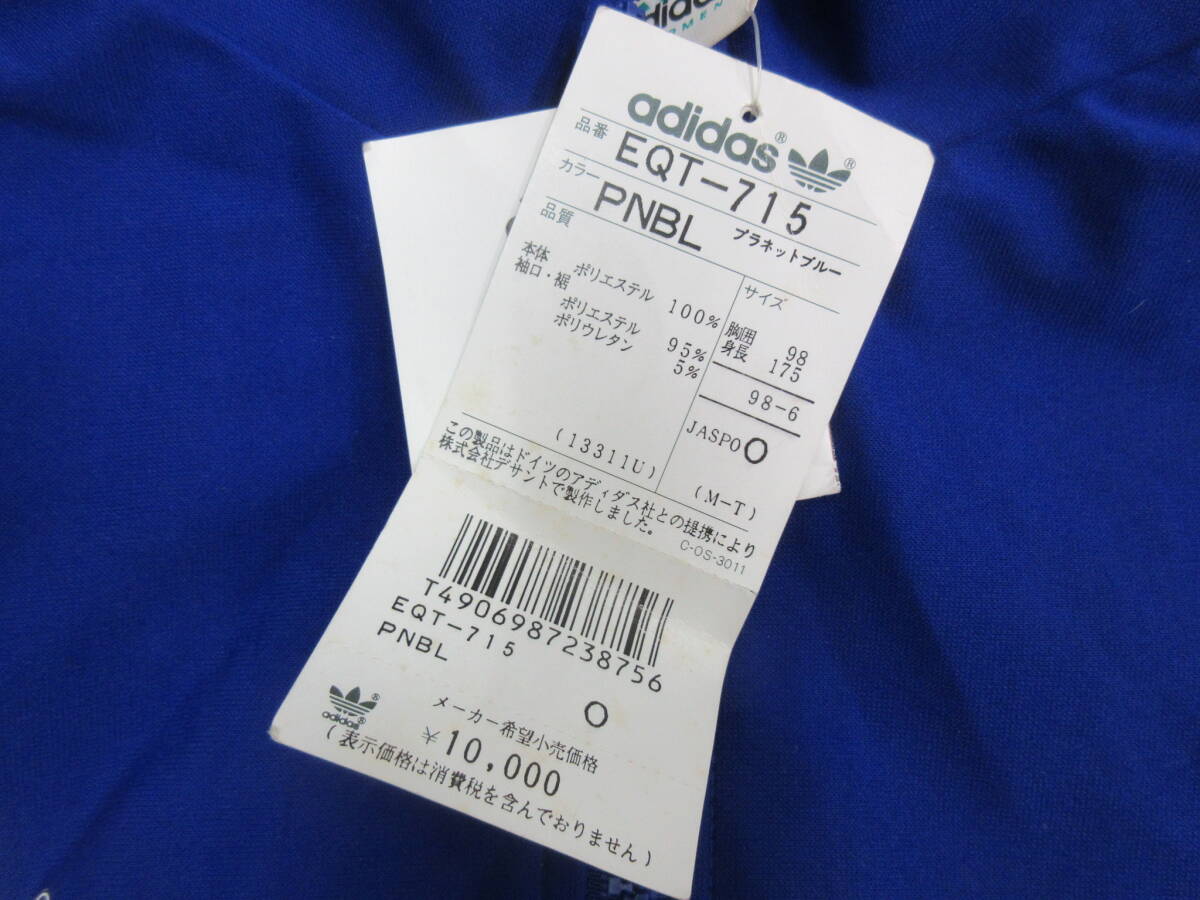 adidas
adidas®
品番 EQT-715
カラー PNBL プラネットブルー
品質
本体 ポリエステル 100%
袖口・裾
ポリエステル 95%
ポリウレタン 5%
(13311U)
サイズ
胸囲 98
身長 175
98-6
JASPO O
(M-T)
この製品はドイツのアディダス社との提携により
株式会社デサントで製作しました。
C-OS-3011
T4906987238756
EQT-715
PNBL
O
adidas®
メーカー希望小売価格
¥10,000
(表示価格は消費税を含んでおりません)